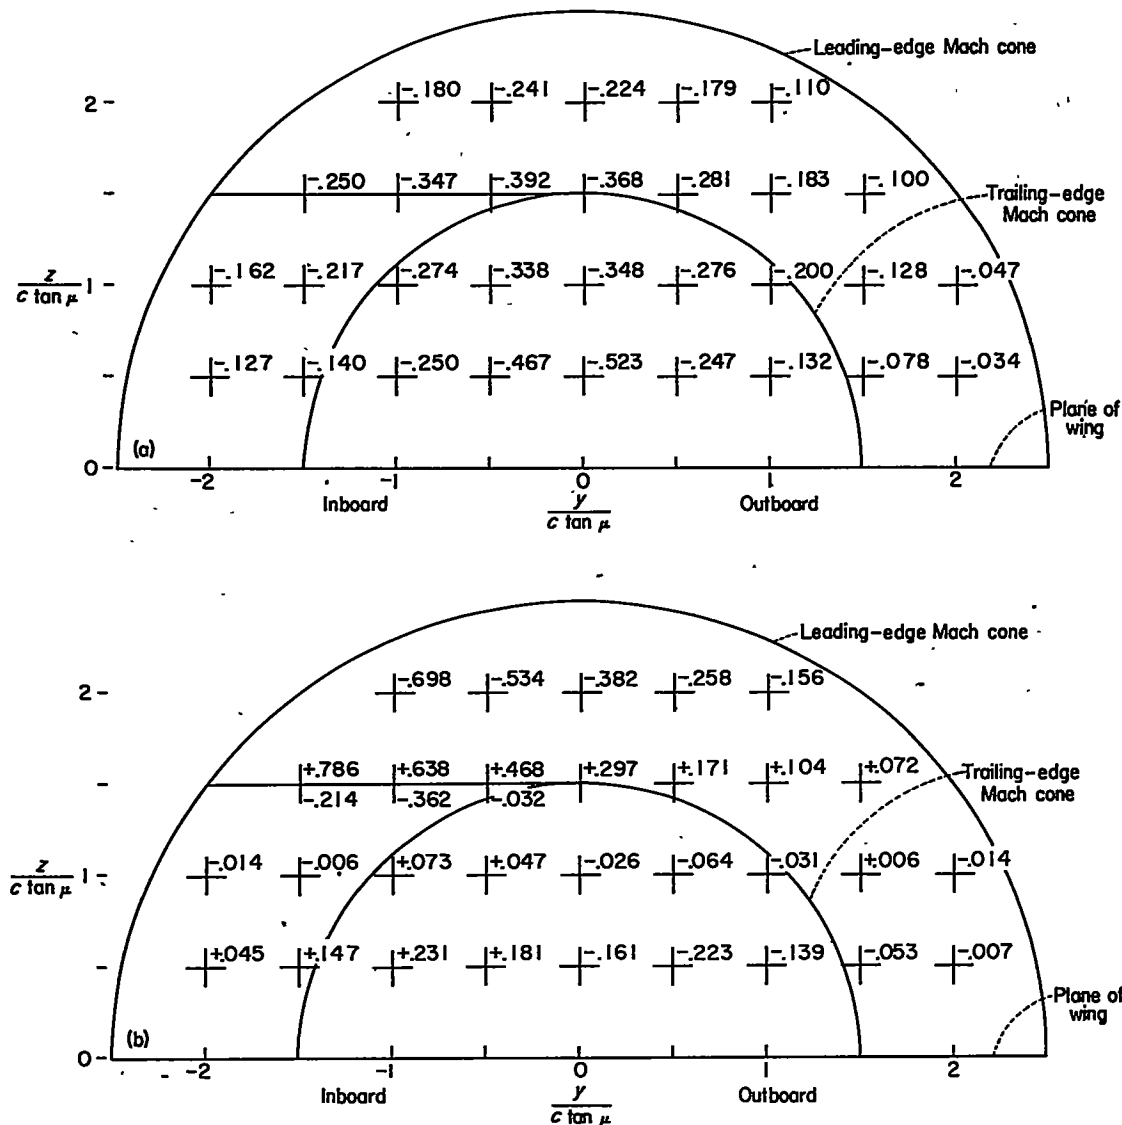 Leading-edge Mach cone
2 -.180 -.241 -.224 -.179 -.110
-.250 -.347 -.392 -.368 -.281 -.183 -.100
Trailing-edge
Mach cone
z
c tan μ
1 -.162 -.217 -.274 -.338 -.348 -.276 -.200 -.128 -.047
-.127 -.140 -.250 -.467 -.523 -.247 -.132 -.078 -.034
Plane of
wing
(a)
0
-2 -1 0 1 2
Inboard y Outboard
c tan μ
Leading-edge Mach cone
2 -.698 -.534 -.382 -.258 -.156
+.786 +.638 +.468 +.297 +.171 +.104 +.072
-.214 -.362 -.032
Trailing-edge
Mach cone
z
c tan μ
1 -.014 -.006 +.073 +.047 -.026 -.064 -.031 +.006 -.014
+.045 +.147 +.231 +.181 -.161 -.223 -.139 -.053 -.007
Plane of
wing
(b)
0
-2 -1 0 1 2
Inboard y Outboard
c tan μ